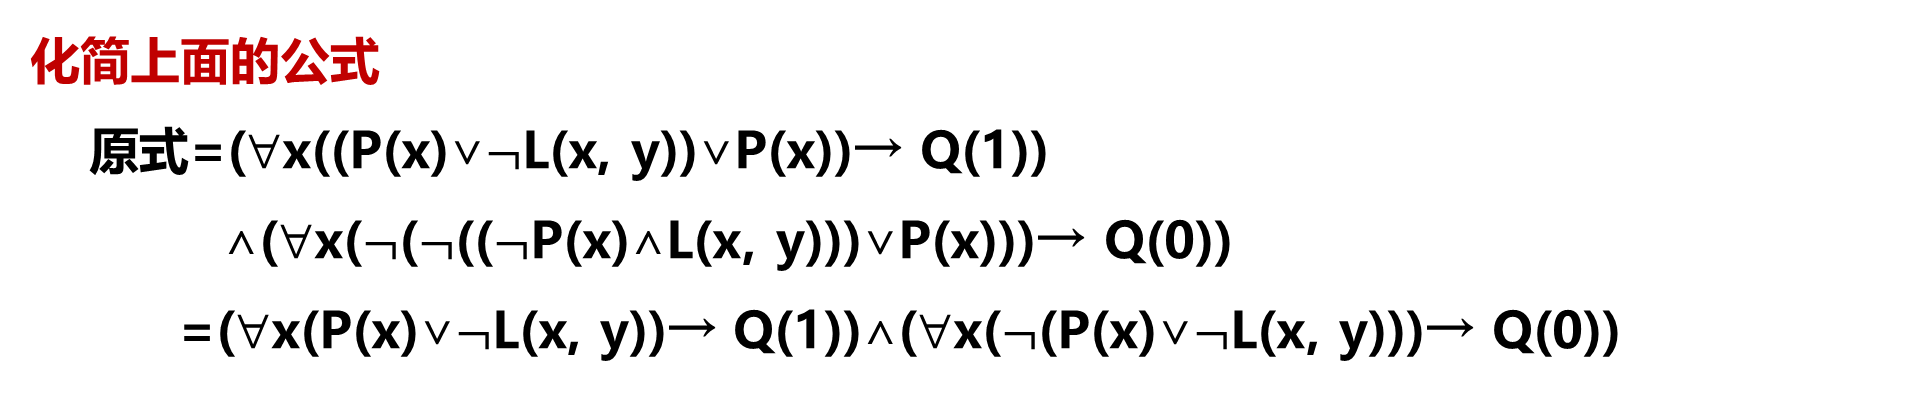 化简上面的公式
原式=(∀x((P(x)∨¬L(x, y))∨P(x))→ Q(1))
∧(∀x(¬(¬((¬P(x)∧L(x, y)))∨P(x)))→ Q(0))
=(∀x(P(x)∨¬L(x, y))→ Q(1))∧(∀x(¬(P(x)∨¬L(x, y)))→ Q(0))